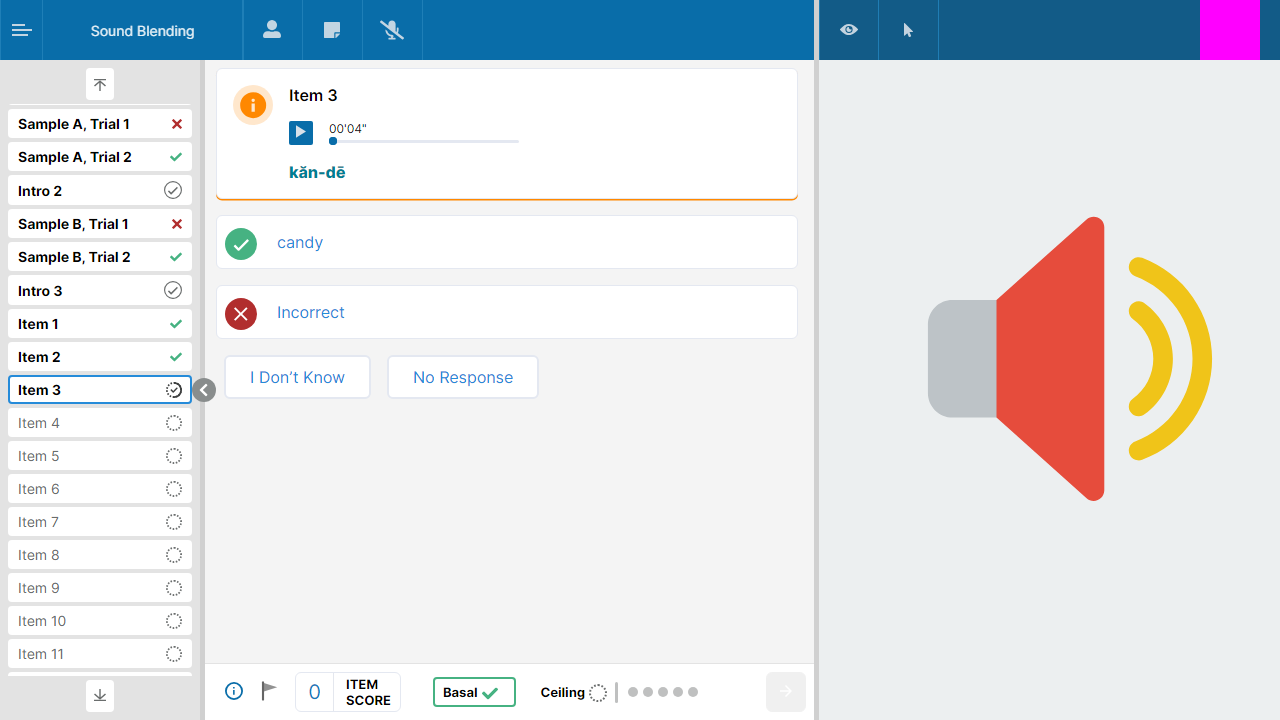 Sound Blending
Sample A, Trial 1
Sample A, Trial 2
Intro 2
Sample B, Trial 1
Sample B, Trial 2
Intro 3
Item 1
Item 2
Item 3
Item 4
Item 5
Item 6
Item 7
Item 8
Item 9
Item 10
Item 11
Item 3
00'04"
kăn-dē
candy
Incorrect
I Don’t Know
No Response
0
ITEM
SCORE
Basal
Ceiling